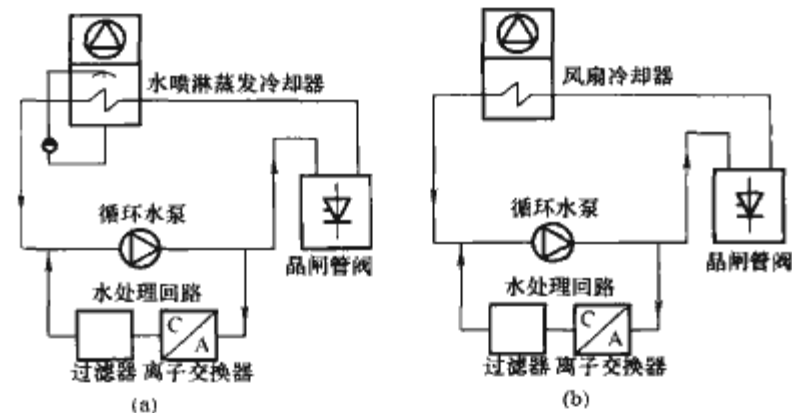 水喷淋蒸发冷却器
循环水泵
晶闸管阀
水处理回路
C
A
过滤器 离子交换器
(a)
风扇冷却器
循环水泵
晶闸管阀
水处理回路
C
A
过滤器 离子交换器
(b)